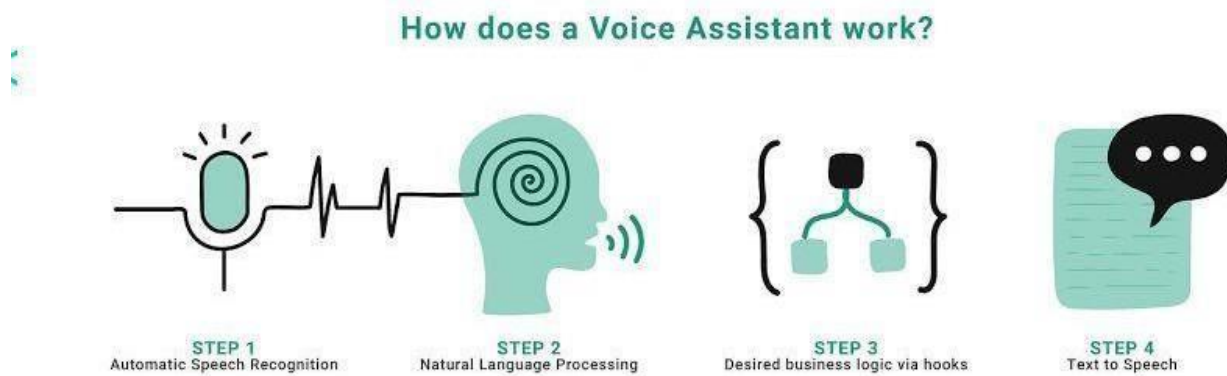 How does a Voice Assistant work?
STEP 1
Automatic Speech Recognition
STEP 2
Natural Language Processing
STEP 3
Desired business logic via hooks
STEP 4
Text to Speech